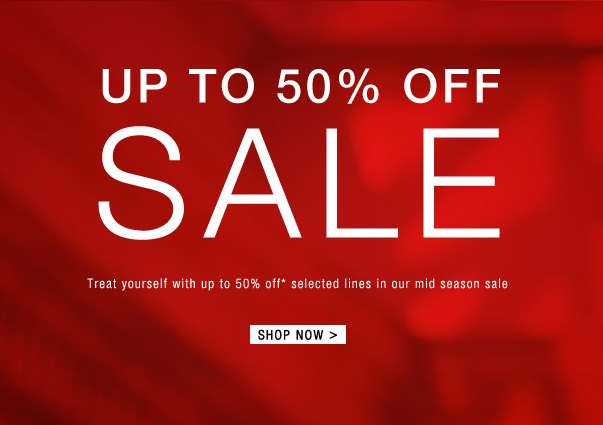 UP TO 50% OFF
SALE
Treat yourself with up to 50% off* selected lines in our mid season sale
SHOP NOW >